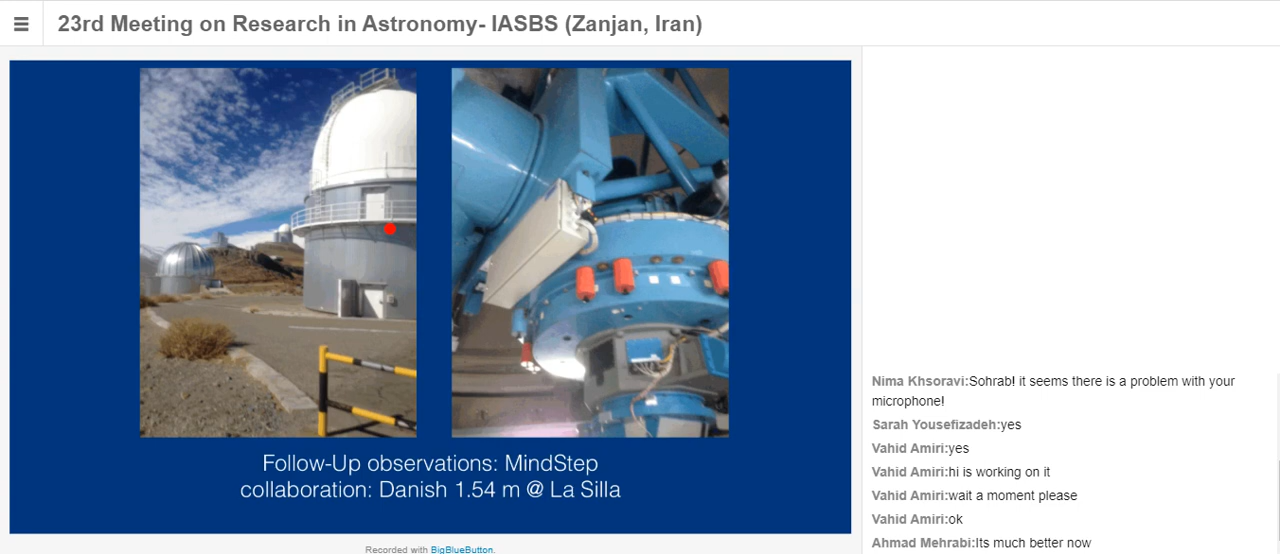 23rd Meeting on Research in Astronomy- IASBS (Zanjan, Iran)
Follow-Up observations: MindStep
collaboration: Danish 1.54 m @ La Silla
Recorded with BigBlueButton.
Nima Khsoravi:Sohrab! it seems there is a problem with your
microphone!
Sarah Yousefizadeh:yes
Vahid Amiri:yes
Vahid Amiri:hi is working on it
Vahid Amiri:wait a moment please
Vahid Amiri:ok
Ahmad Mehrabi:Its much better now